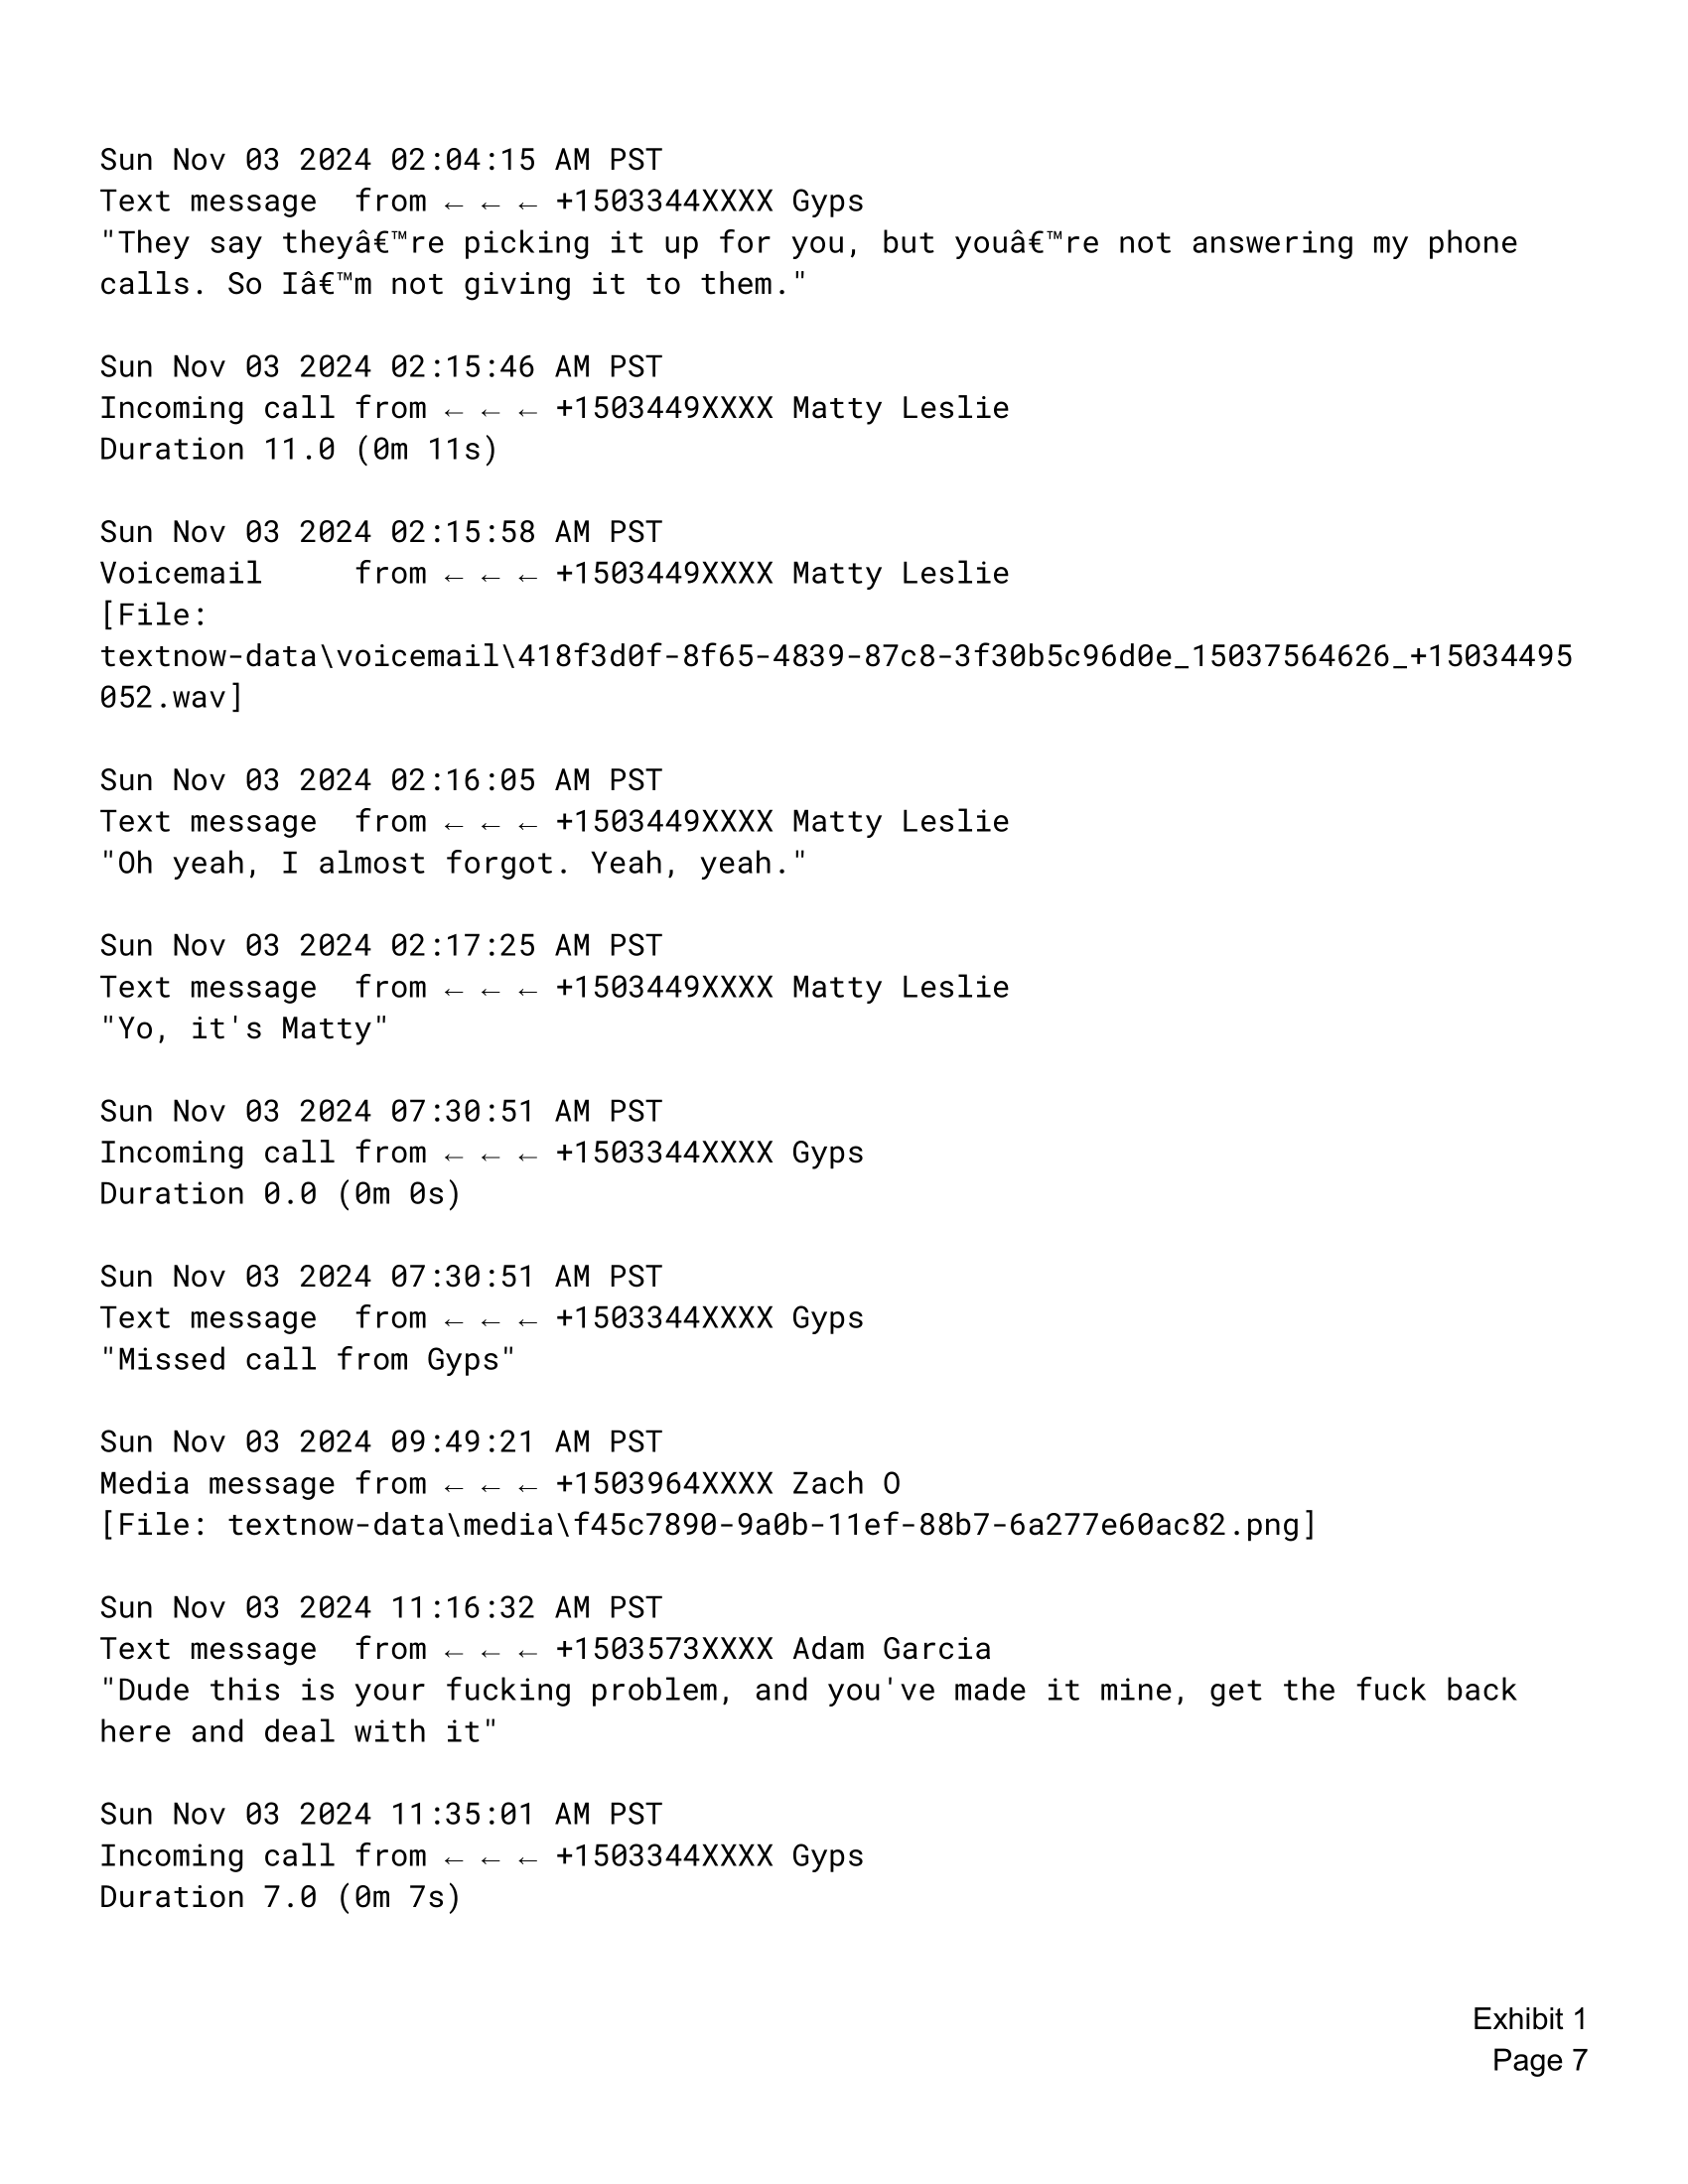 Sun Nov 03 2024 02:04:15 AM PST
Text message  from ← ← ← +1503344XXXX Gyps
"They say theyâ€™re picking it up for you, but youâ€™re not answering my phone
calls. So Iâ€™m not giving it to them."
Sun Nov 03 2024 02:15:46 AM PST
Incoming call from ← ← ← +1503449XXXX Matty Leslie
Duration 11.0 (0m 11s)
Sun Nov 03 2024 02:15:58 AM PST
Voicemail     from ← ← ← +1503449XXXX Matty Leslie
[File:
textnow-data\voicemail\418f3d0f-8f65-4839-87c8-3f30b5c96d0e_15037564626_+15034495
052.wav]
Sun Nov 03 2024 02:16:05 AM PST
Text message  from ← ← ← +1503449XXXX Matty Leslie
"Oh yeah, I almost forgot. Yeah, yeah."
Sun Nov 03 2024 02:17:25 AM PST
Text message  from ← ← ← +1503449XXXX Matty Leslie
"Yo, it's Matty"
Sun Nov 03 2024 07:30:51 AM PST
Incoming call from ← ← ← +1503344XXXX Gyps
Duration 0.0 (0m 0s)
Sun Nov 03 2024 07:30:51 AM PST
Text message  from ← ← ← +1503344XXXX Gyps
"Missed call from Gyps"
Sun Nov 03 2024 09:49:21 AM PST
Media message from ← ← ← +1503964XXXX Zach O
[File: textnow-data\media\f45c7890-9a0b-11ef-88b7-6a277e60ac82.png]
Sun Nov 03 2024 11:16:32 AM PST
Text message  from ← ← ← +1503573XXXX Adam Garcia
"Dude this is your fucking problem, and you've made it mine, get the fuck back
here and deal with it"
Sun Nov 03 2024 11:35:01 AM PST
Incoming call from ← ← ← +1503344XXXX Gyps
Duration 7.0 (0m 7s)
Exhibit 1
Page 7